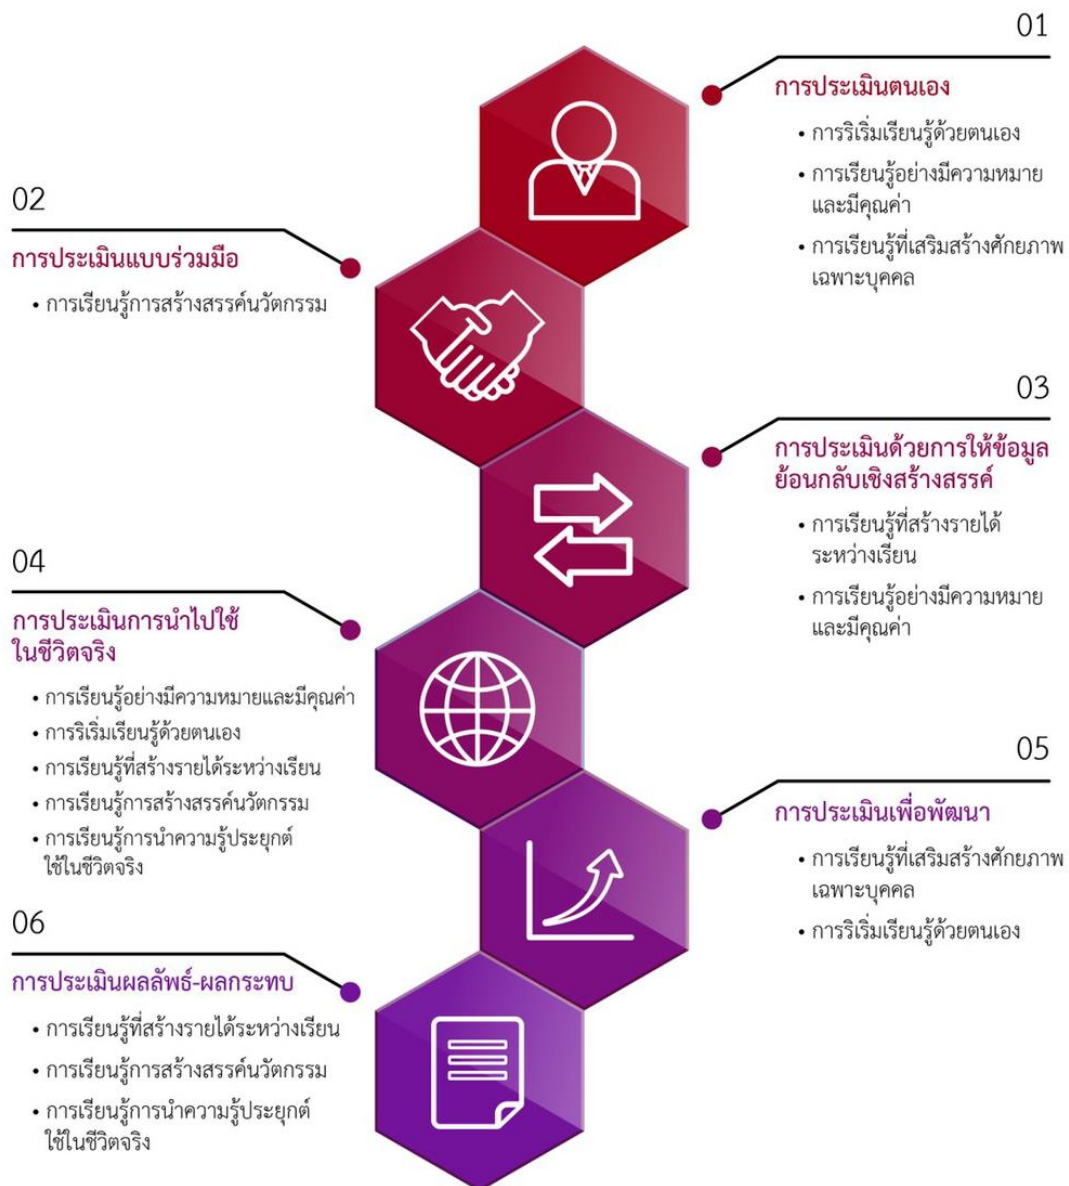 01
การประเมินตนเอง
• การริเริ่มเรียนรู้ด้วยตนเอง
• การเรียนรู้อย่างมีความหมาย
และมีคุณค่า
• การเรียนรู้ที่เสริมสร้างศักยภาพ
เฉพาะบุคคล
02
การประเมินแบบร่วมมือ
• การเรียนรู้การสร้างสรรค์นวัตกรรม
03
การประเมินด้วยการให้ข้อมูล
ย้อนกลับเชิงสร้างสรรค์
• การเรียนรู้ที่สร้างรายได้
ระหว่างเรียน
• การเรียนรู้อย่างมีความหมาย
และมีคุณค่า
04
การประเมินการนำไปใช้
ในชีวิตจริง
• การเรียนรู้อย่างมีความหมายและมีคุณค่า
• การริเริ่มเรียนรู้ด้วยตนเอง
• การเรียนรู้ที่สร้างรายได้ระหว่างเรียน
• การเรียนรู้การสร้างสรรค์นวัตกรรม
• การเรียนรู้การนำความรู้ประยุกต์
ใช้ในชีวิตจริง
05
การประเมินเพื่อพัฒนา
• การเรียนรู้ที่เสริมสร้างศักยภาพ
เฉพาะบุคคล
• การริเริ่มเรียนรู้ด้วยตนเอง
06
การประเมินผลลัพธ์-ผลกระทบ
• การเรียนรู้ที่สร้างรายได้ระหว่างเรียน
• การเรียนรู้การสร้างสรรค์นวัตกรรม
• การเรียนรู้การนำความรู้ประยุกต์
ใช้ในชีวิตจริง